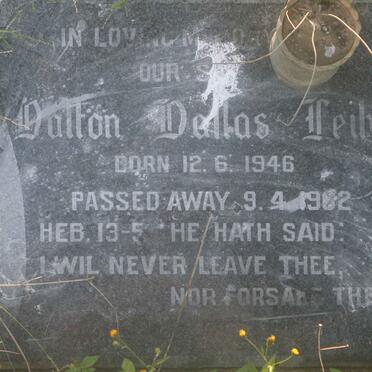 IN LOVING
OUR
Dalton Dallas
BORN 12. 6. 1946
PASSED AWAY 9. 4. 1982
HEB. 13-5 HE HATH SAID:
I WIL NEVER LEAVE THEE,
NOR FORSAKE THE